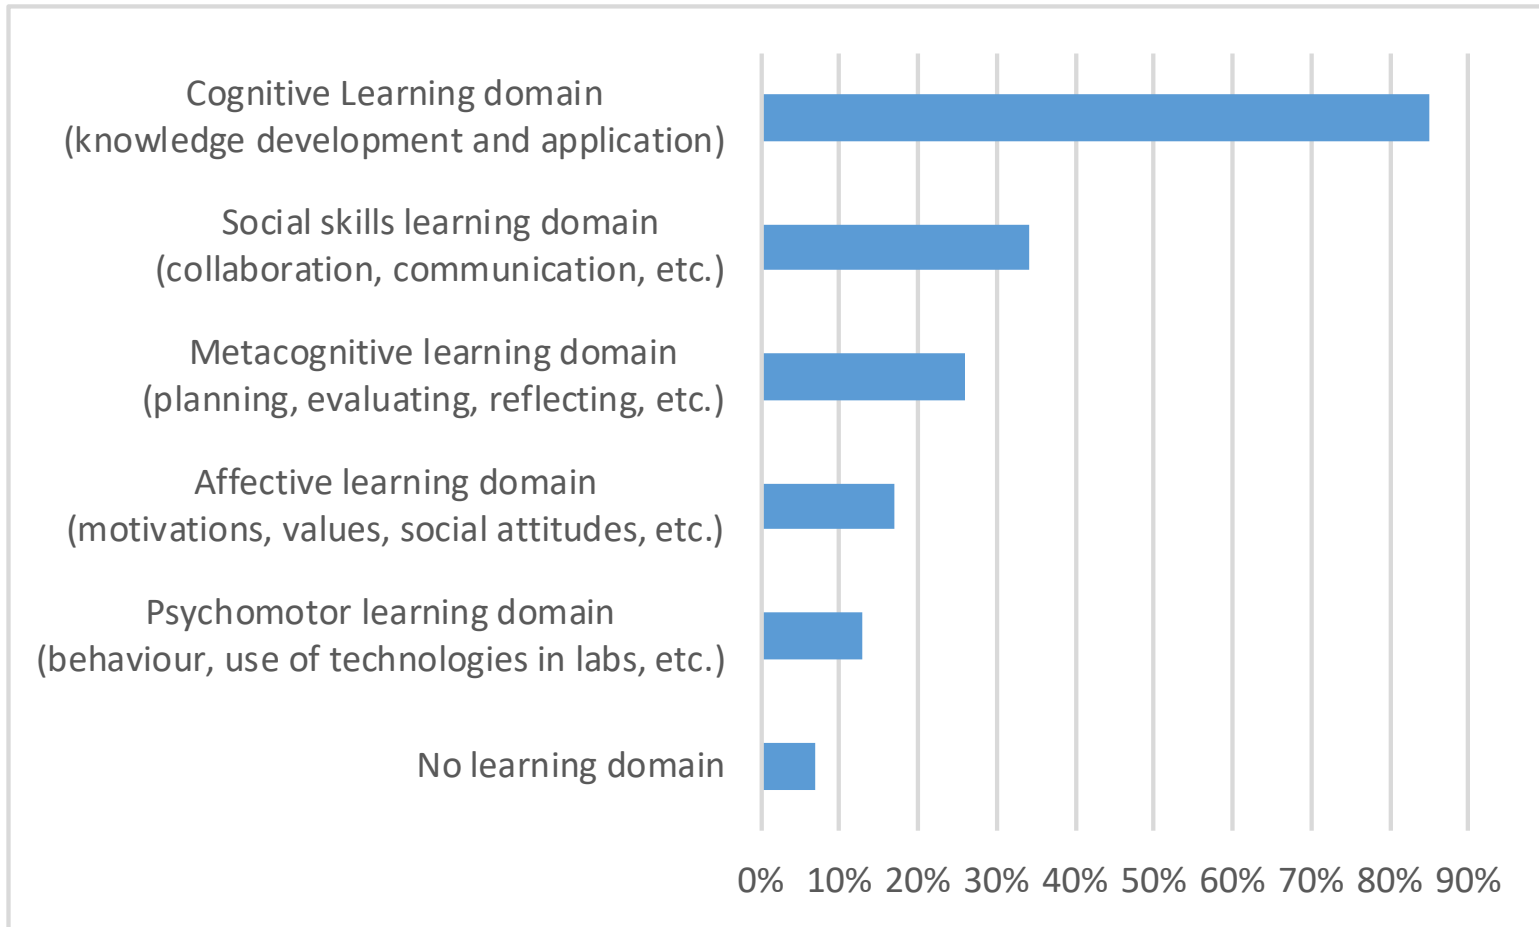 Cognitive Learning domain
(knowledge development and application)
Social skills learning domain
(collaboration, communication, etc.)
Metacognitive learning domain
(planning, evaluating, reflecting, etc.)
Affective learning domain
(motivations, values, social attitudes, etc.)
Psychomotor learning domain
(behaviour, use of technologies in labs, etc.)
No learning domain
0% 10% 20% 30% 40% 50% 60% 70% 80% 90%